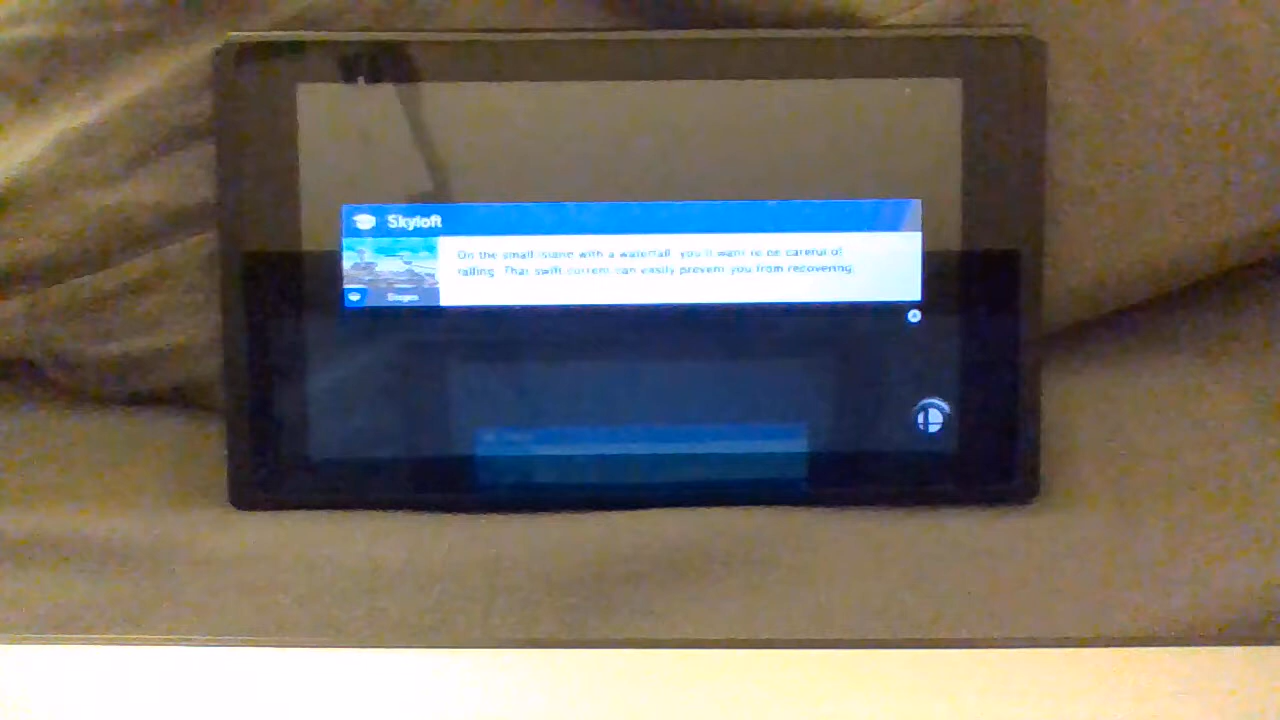 Skyloft
On the small island with a waterfall, you'll want to be careful of
falling. That swift current can easily prevent you from recovering.
Stages